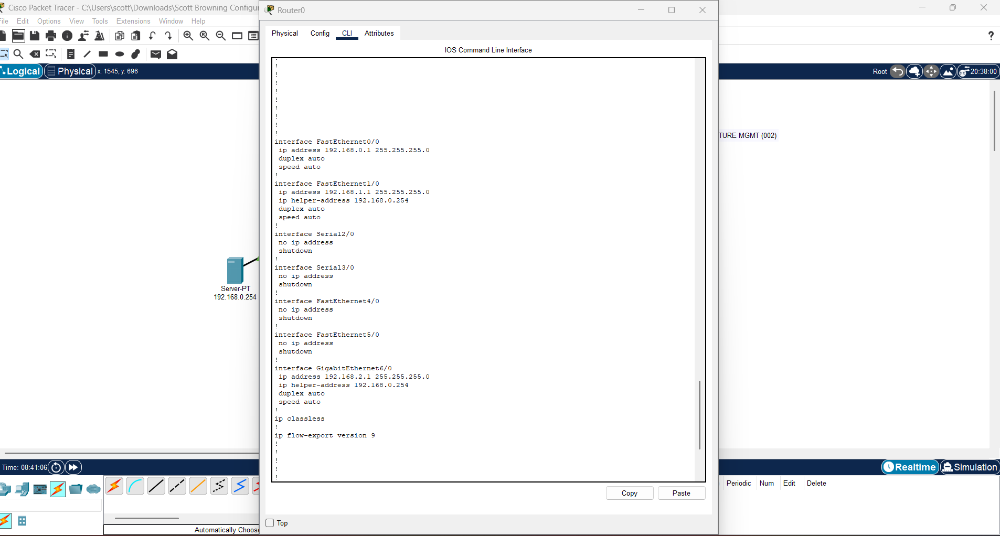 Cisco Packet Tracer - C:\Users\scott\Downloads\Scott Browning Configu
Router0
ile Edit Options View Tools Extensions Window Help
Physical Config CLI Attributes
?
IOS Command Line Interface
Logical Physical x: 1545, y: 696
Root 20:38:00
!
!
!
!
!
!
!
!
!
!
interface FastEthernet0/0
ip address 192.168.0.1 255.255.255.0
duplex auto
speed auto
!
interface FastEthernet1/0
ip address 192.168.1.1 255.255.255.0
ip helper-address 192.168.0.254
duplex auto
speed auto
!
interface Serial2/0
no ip address
shutdown
!
interface Serial3/0
no ip address
shutdown
!
interface FastEthernet4/0
no ip address
shutdown
!
interface FastEthernet5/0
no ip address
shutdown
!
interface GigabitEthernet6/0
ip address 192.168.2.1 255.255.255.0
ip helper-address 192.168.0.254
duplex auto
speed auto
!
ip classless
!
ip flow-export version 9
!
!
!
!
!
Server-PT
192.168.0.254
TURE MGMT (002)
Copy Paste
Top
Time: 08:41:06
Realtime Simulation
Periodic Num Edit Delete
Automatically Choos